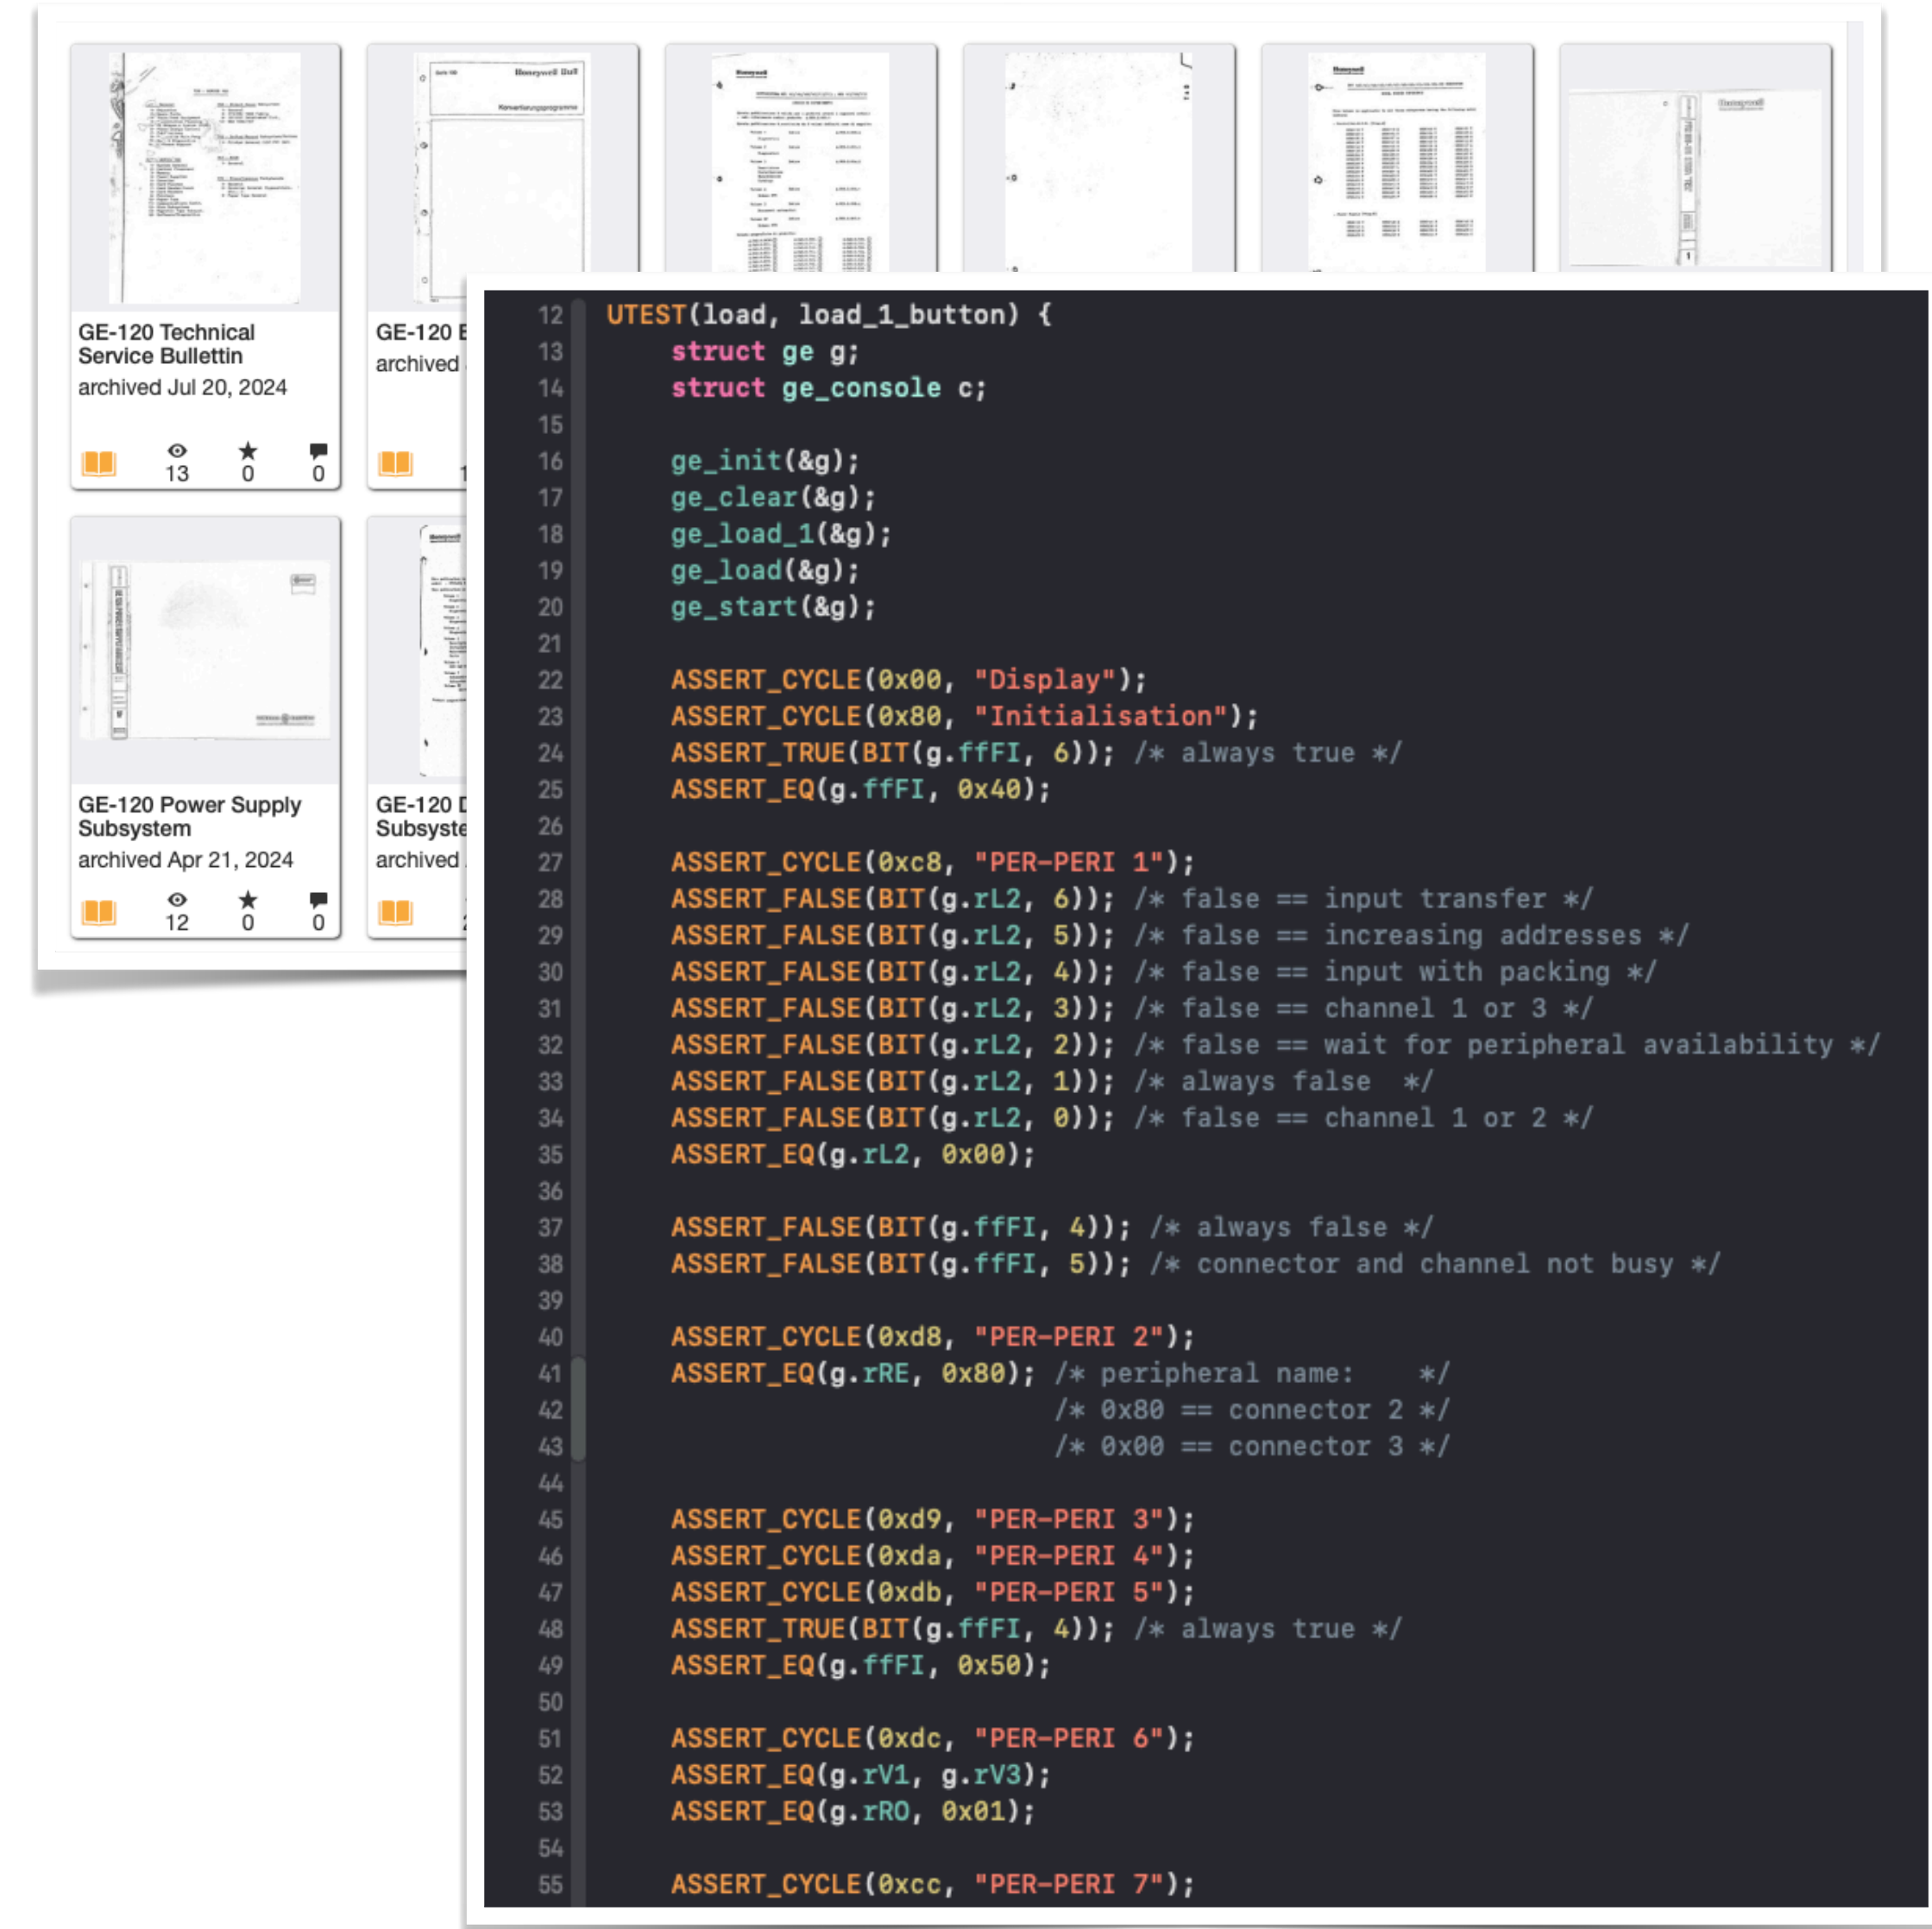 Honeywell Bull
Konvertierungsprogramme
Honeywell
Honeywell
Honeywell
GE-120 Technical
Service Bullettin
archived Jul 20, 2024
13
0
0
GE-120
archived
GE-120 Power Supply
Subsystem
archived Apr 21, 2024
12
0
0
Honeywell
GE-120
archived
12 UTEST(load, load_1_button) {
13 struct ge g;
14 struct ge_console c;
15
16 ge_init(&g);
17 ge_clear(&g);
18 ge_load_1(&g);
19 ge_load(&g);
20 ge_start(&g);
21
22 ASSERT_CYCLE(0x00, "Display");
23 ASSERT_CYCLE(0x80, "Initialisation");
24 ASSERT_TRUE(BIT(g.ffFI, 6)); /* always true */
25 ASSERT_EQ(g.ffFI, 0x40);
26
27 ASSERT_CYCLE(0xc8, "PER-PERI 1");
28 ASSERT_FALSE(BIT(g.rL2, 6)); /* false == input transfer */
29 ASSERT_FALSE(BIT(g.rL2, 5)); /* false == increasing addresses */
30 ASSERT_FALSE(BIT(g.rL2, 4)); /* false == input with packing */
31 ASSERT_FALSE(BIT(g.rL2, 3)); /* false == channel 1 or 3 */
32 ASSERT_FALSE(BIT(g.rL2, 2)); /* false == wait for peripheral availability */
33 ASSERT_FALSE(BIT(g.rL2, 1)); /* always false  */
34 ASSERT_FALSE(BIT(g.rL2, 0)); /* false == channel 1 or 2 */
35 ASSERT_EQ(g.rL2, 0x00);
36
37 ASSERT_FALSE(BIT(g.ffFI, 4)); /* always false */
38 ASSERT_FALSE(BIT(g.ffFI, 5)); /* connector and channel not busy */
39
40 ASSERT_CYCLE(0xd8, "PER-PERI 2");
41 ASSERT_EQ(g.rRE, 0x80); /* peripheral name:    */
42 /* 0x80 == connector 2 */
43 /* 0x00 == connector 3 */
44
45 ASSERT_CYCLE(0xd9, "PER-PERI 3");
46 ASSERT_CYCLE(0xda, "PER-PERI 4");
47 ASSERT_CYCLE(0xdb, "PER-PERI 5");
48 ASSERT_TRUE(BIT(g.ffFI, 4)); /* always true */
49 ASSERT_EQ(g.ffFI, 0x50);
50
51 ASSERT_CYCLE(0xdc, "PER-PERI 6");
52 ASSERT_EQ(g.rV1, g.rV3);
53 ASSERT_EQ(g.rRO, 0x01);
54
55 ASSERT_CYCLE(0xcc, "PER-PERI 7");